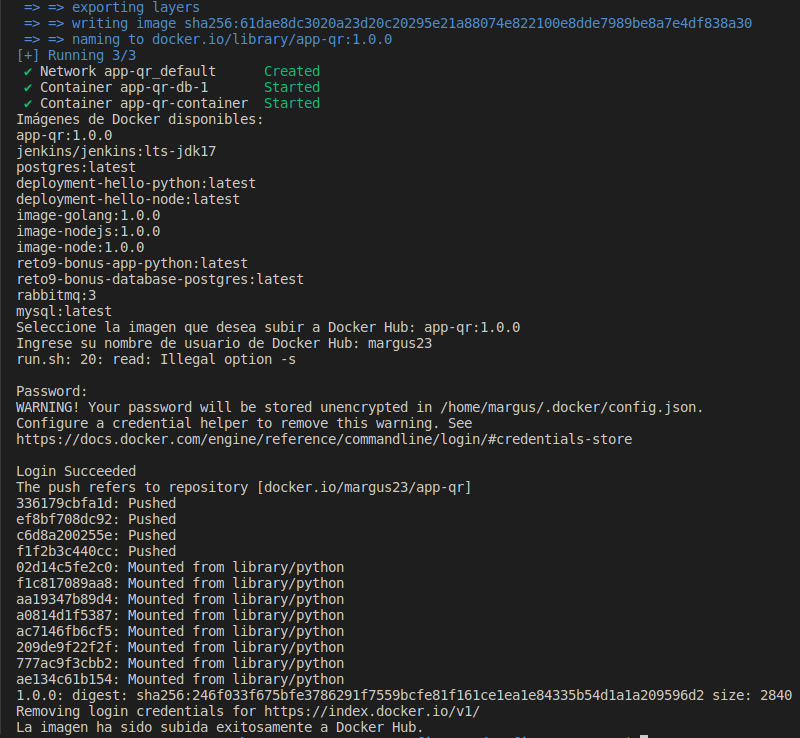 => => exporting layers
=> => writing image sha256:61dae8dc3020a23d20c20295e21a88074e822100e8dde7989be8a7e4df838a30
=> => naming to docker.io/library/app-qr:1.0.0
[+] Running 3/3
✔ Network app-qr_default Created
✔ Container app-qr-db-1 Started
✔ Container app-qr-container Started
Imágenes de Docker disponibles:
app-qr:1.0.0
jenkins/jenkins:lts-jdk17
postgres:latest
deployment-hello-python:latest
deployment-hello-node:latest
image-golang:1.0.0
image-nodejs:1.0.0
image-node:1.0.0
reto9-bonus-app-python:latest
reto9-bonus-database-postgres:latest
rabbitmq:3
mysql:latest
Seleccione la imagen que desea subir a Docker Hub: app-qr:1.0.0
Ingrese su nombre de usuario de Docker Hub: margus23
run.sh: 20: read: Illegal option -s
Password:
WARNING! Your password will be stored unencrypted in /home/margus/.docker/config.json.
Configure a credential helper to remove this warning. See
https://docs.docker.com/engine/reference/commandline/login/#credentials-store
Login Succeeded
The push refers to repository [docker.io/margus23/app-qr]
336179cbfa1d: Pushed
ef8bf708dc92: Pushed
c6d8a200255e: Pushed
f1f2b3c440cc: Pushed
02d14c5fe2c0: Mounted from library/python
f1c817089aa8: Mounted from library/python
aa19347b89d4: Mounted from library/python
a0814d1f5387: Mounted from library/python
ac7146fb6cf5: Mounted from library/python
209de9f22f2f: Mounted from library/python
777ac9f3cbb2: Mounted from library/python
ae134c61b154: Mounted from library/python
1.0.0: digest: sha256:246f033f675bfe3786291f7559bcfe81f161ce1ea1e84335b54d1a1a209596d2 size: 2840
Removing login credentials for https://index.docker.io/v1/
La imagen ha sido subida exitosamente a Docker Hub.